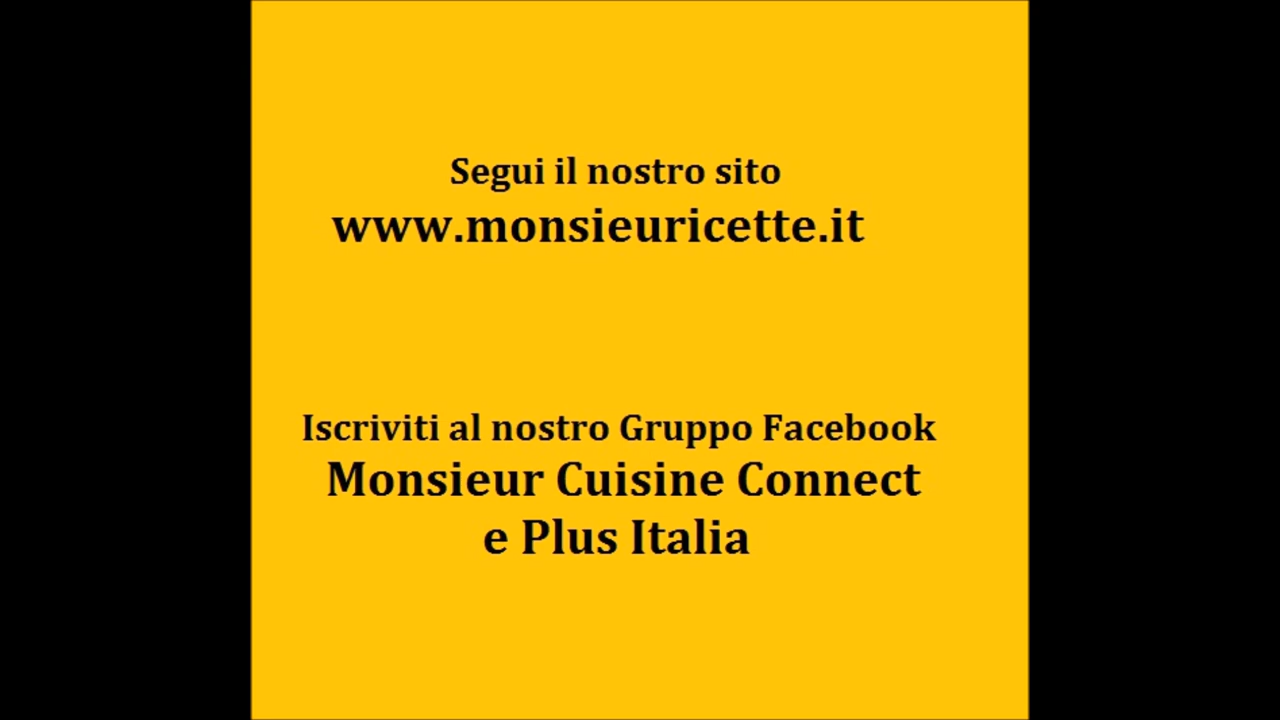 Segui il nostro sito
www.monsieuricette.it
Iscriviti al nostro Gruppo Facebook
Monsieur Cuisine Connect
e Plus Italia